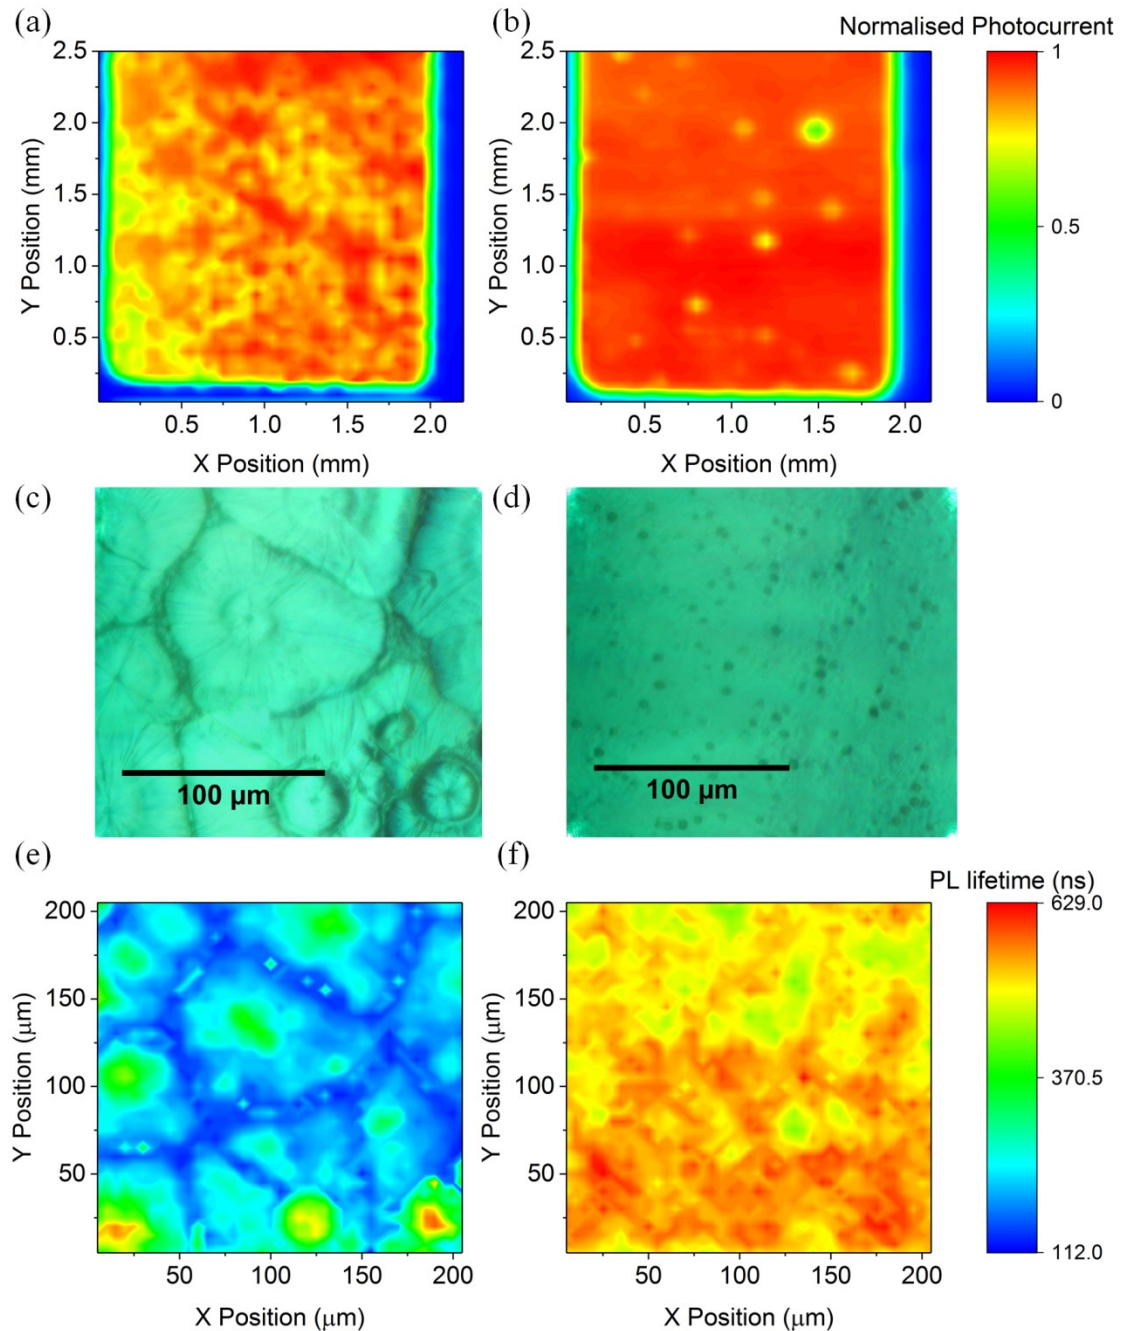 (a)
(b)
Normalised Photocurrent
2.5
2.0
1.5
1.0
0.5
Y Position (mm)
0.5
1.0
1.5
2.0
X Position (mm)
2.5
2.0
1.5
1.0
0.5
Y Position (mm)
0.5
1.0
1.5
2.0
X Position (mm)
1
0.5
0
(c)
(d)
100 µm
100 µm
(e)
(f)
PL lifetime (ns)
200
150
100
50
Y Position (µm)
50
100
150
200
X Position (µm)
200
150
100
50
Y Position (µm)
50
100
150
200
X Position (µm)
629.0
370.5
112.0